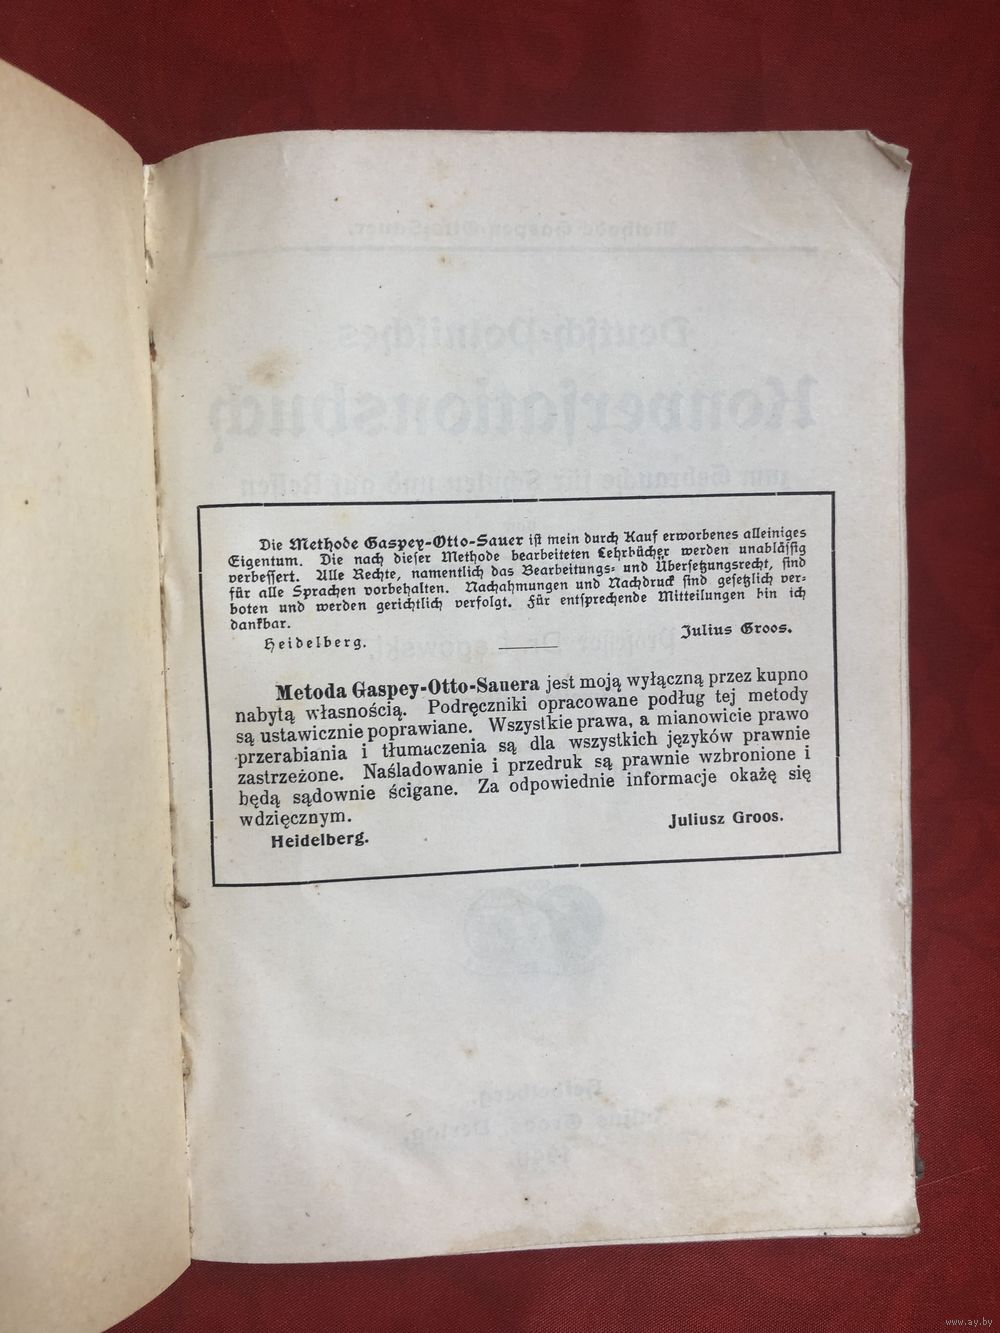 Die Methode Gaspey-Otto-Sauer ist mein durch Kauf erworbenes alleiniges
Eigentum. Die nach dieser Methode bearbeiteten Lehrbücher werden unablässig
verbessert. Alle Rechte, namentlich das Bearbeitungs- und Übersetzungsrecht, sind
für alle Sprachen vorbehalten. Nachahmungen und Nachdruck sind gesetzlich ver-
boten und werden gerichtlich verfolgt. Für entsprechende Mitteilungen bin ich
dankbar.
Heidelberg. Julius Groos.
Metoda Gaspey-Otto-Sauera jest moją wyłączną przez kupno
nabytą własnością. Podręczniki opracowane podług tej metody
są ustawicznie poprawiane. Wszystkie prawa, a mianowicie prawo
przerabiania i tłumaczenia są dla wszystkich języków prawnie
zastrzeżone. Naśladowanie i przedruk są prawnie wzbronione i
będą sądownie ścigane. Za odpowiednie informacje okażę się
wdzięcznym.
Heidelberg. Juliusz Groos.
www.ay.by